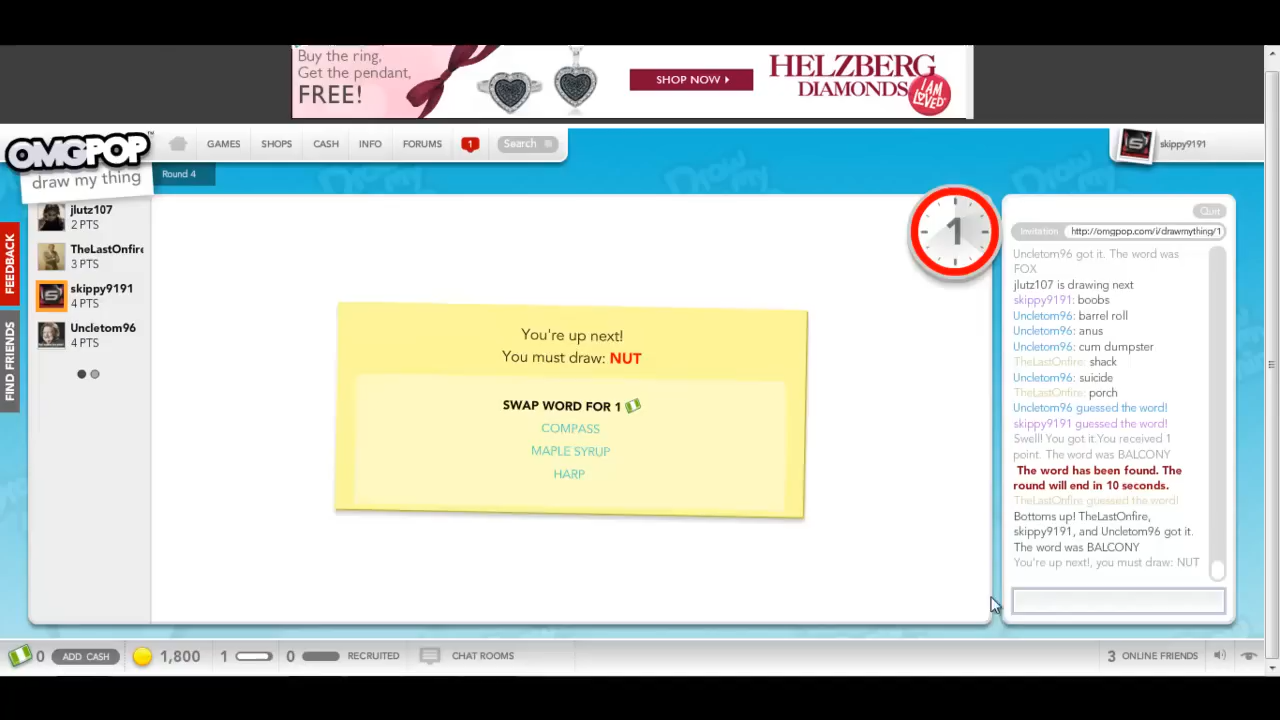 Buy the ring,
Get the pendant,
FREE!
SHOP NOW
HELZBERG
DIAMONDS
I AM
LOVED
OMGPOP
draw my thing
GAMES
SHOPS
CASH
INFO
FORUMS
1
Search
skippy9191
Round 4
FEEDBACK
FIND FRIENDS
jlutz107
2 PTS
TheLastOnfire
3 PTS
skippy9191
4 PTS
Uncletom96
4 PTS
You're up next!
You must draw: NUT
SWAP WORD FOR 1
COMPASS
MAPLE SYRUP
HARP
1
Quit
Invitation http://omgpop.com/i/drawmything/1
Uncletom96 got it. The word was
FOX
jlutz107 is drawing next
skippy9191: boobs
Uncletom96: barrel roll
Uncletom96: anus
Uncletom96: cum dumpster
TheLastOnfire: shack
Uncletom96: suicide
TheLastOnfire: porch
Uncletom96 guessed the word!
skippy9191 guessed the word!
Swell! You got it.You received 1
point. The word was BALCONY
The word has been found. The
round will end in 10 seconds.
TheLastOnfire guessed the word!
Bottoms up! TheLastOnfire,
skippy9191, and Uncletom96 got it.
The word was BALCONY
You're up next!, you must draw: NUT
0
ADD CASH
1,800
1
0
RECRUITED
CHAT ROOMS
3 ONLINE FRIENDS